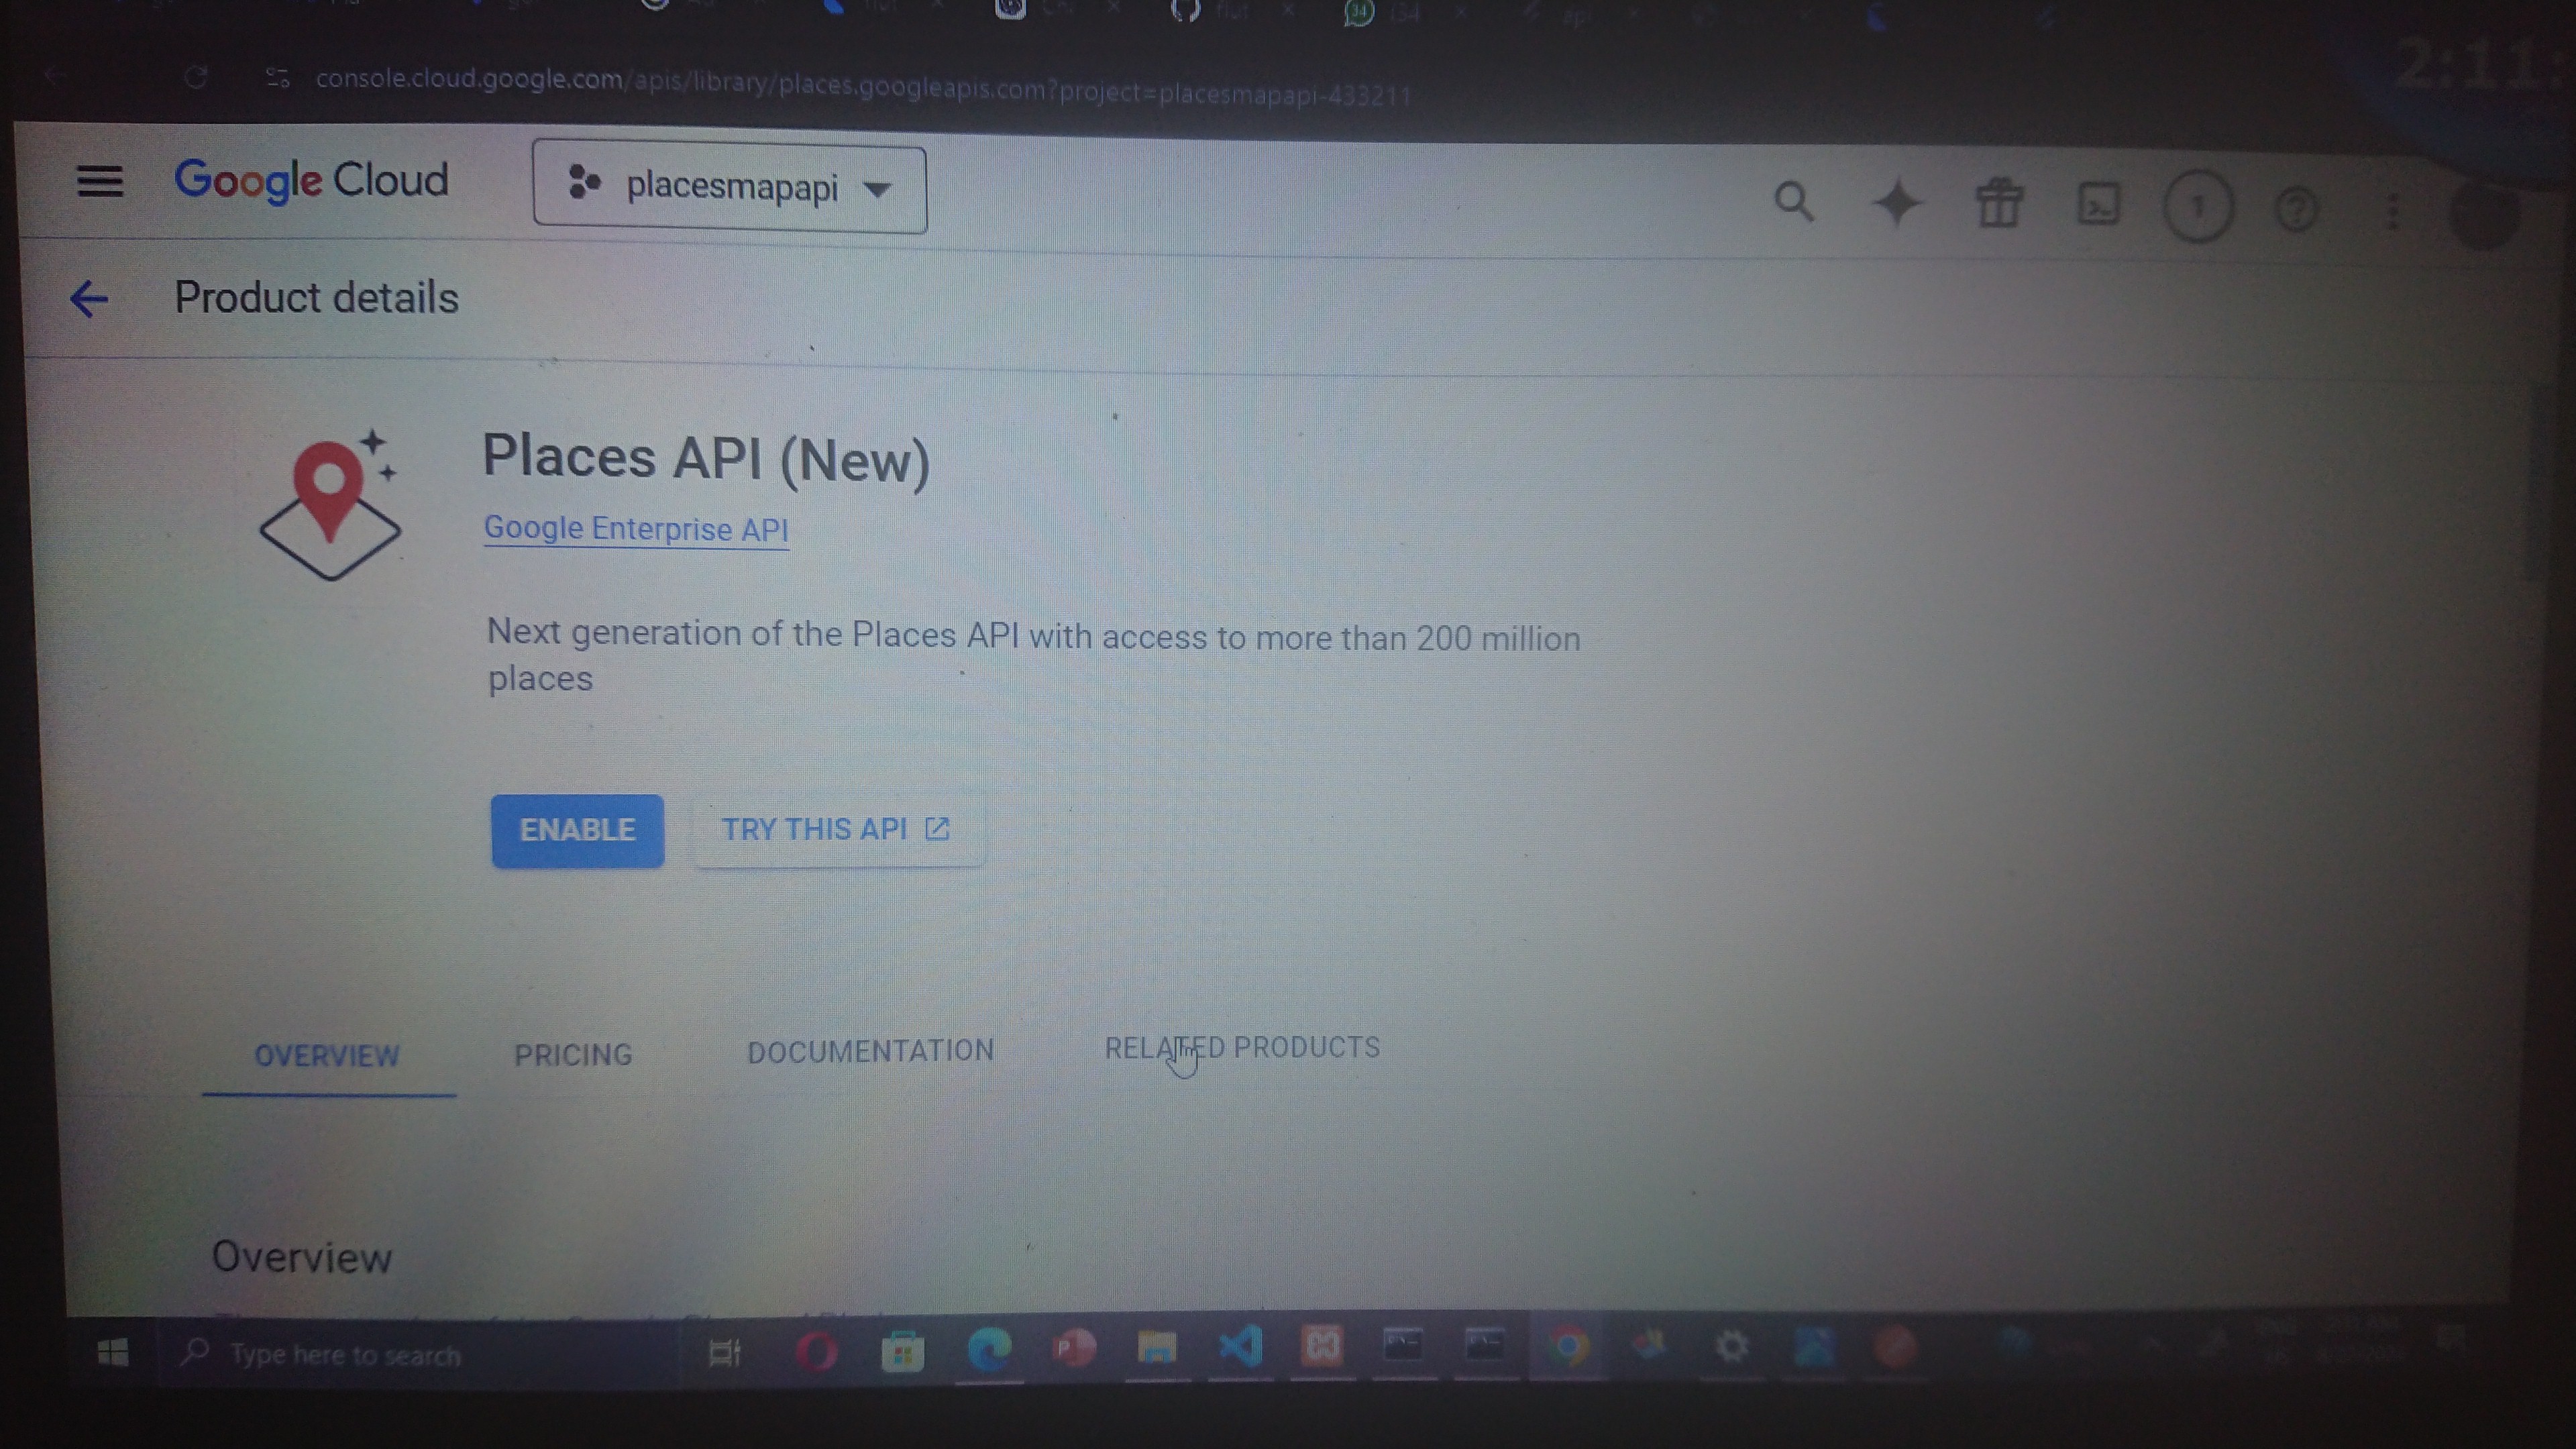 34
console.cloud.google.com/apis/library/places.googleapis.com?project=placesmapapi-433211
2:11:
Google Cloud
placesmapapi
1
Product details
Places API (New)
Google Enterprise API
Next generation of the Places API with access to more than 200 million
places
ENABLE
TRY THIS API
OVERVIEW
PRICING
DOCUMENTATION
RELATED PRODUCTS
Overview
Type here to search